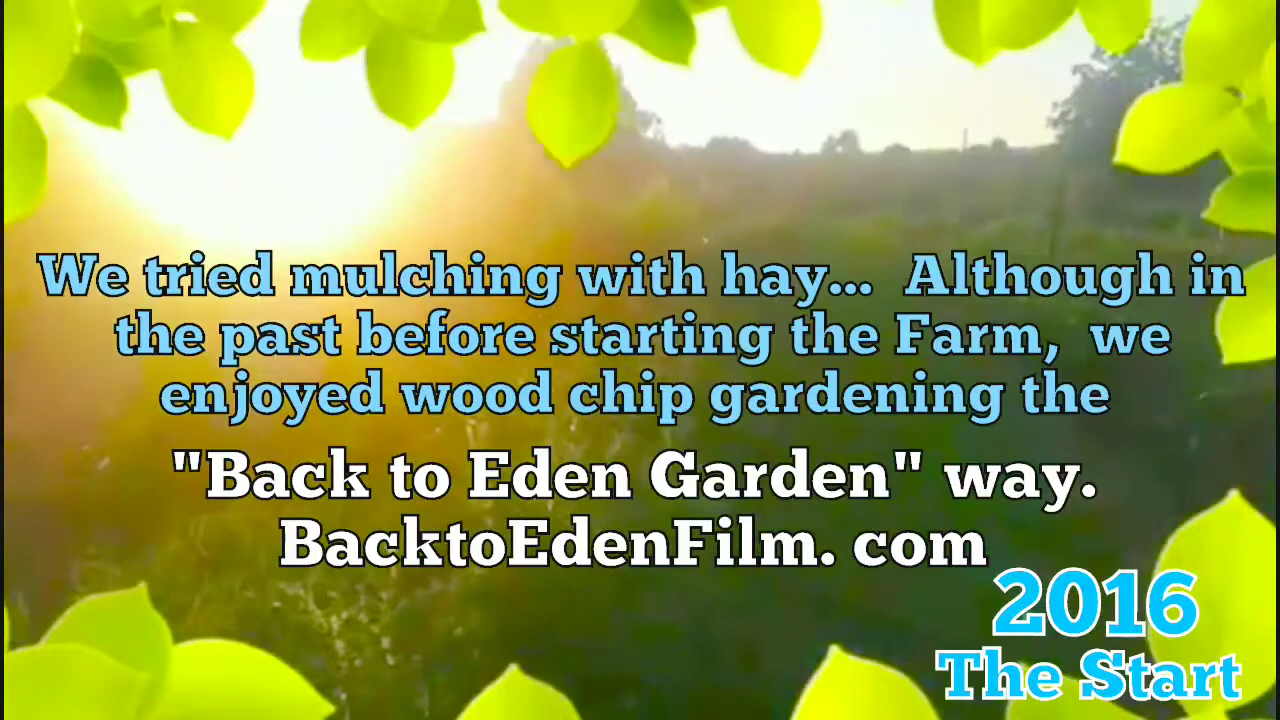 We tried mulching with hay...  Although in
the past before starting the Farm,  we
enjoyed wood chip gardening the
"Back to Eden Garden" way.
BacktoEdenFilm. com
2016
The Start